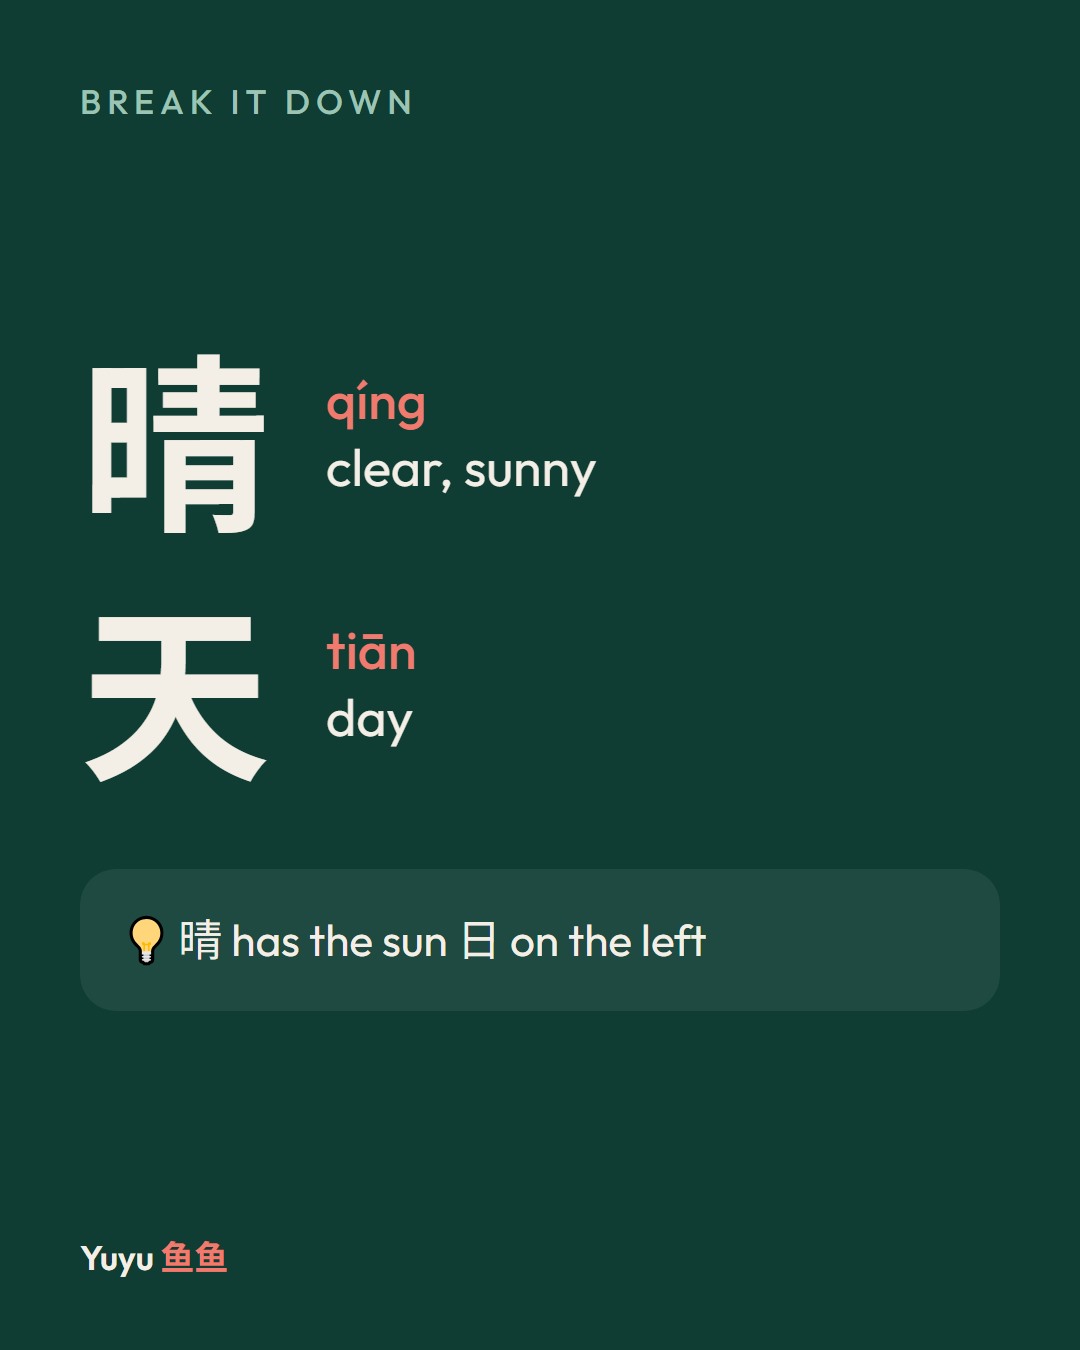 BREAK IT DOWN
晴
qíng
clear, sunny
天
tiān
day
💡 晴 has the sun 日 on the left
Yuyu 鱼鱼